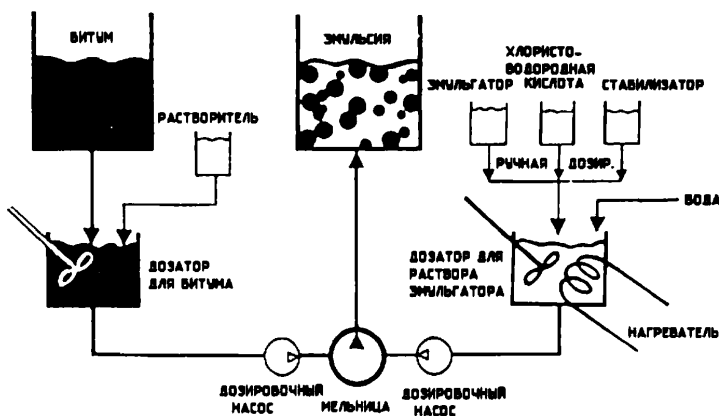 БИТУМ
РАСТВОРИТЕЛЬ
ДОЗАТОР
ДЛЯ БИТУМА
ЭМУЛЬСИЯ
ХЛОРИСТО-
ВОДОРОДНАЯ
КИСЛОТА
ЭМУЛЬГАТОР
СТАБИЛИЗАТОР
РУЧНАЯ ДОЗИР.
ВОДА
ДОЗАТОР ДЛЯ
РАСТВОРА
ЭМУЛЬГАТОРА
НАГРЕВАТЕЛЬ
ДОЗИРОВОЧНЫЙ
НАСОС
МЕЛЬНИЦА
ДОЗИРОВОЧНЫЙ
НАСОС